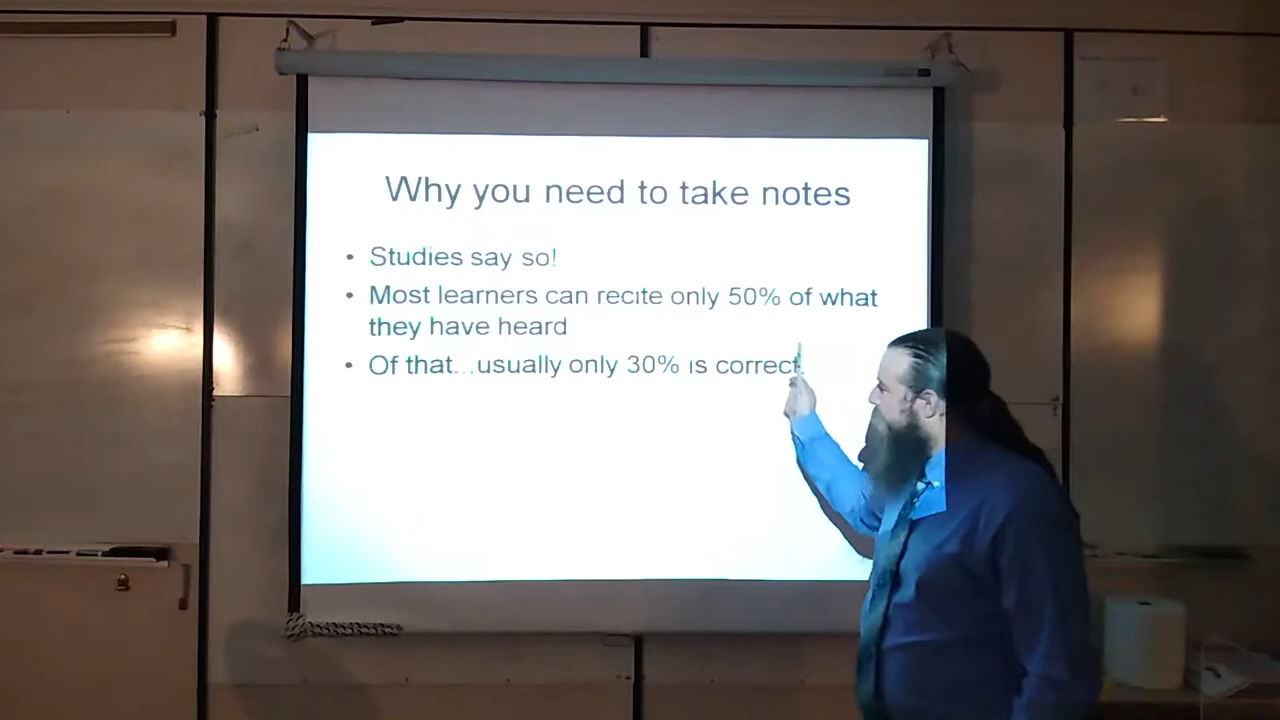 Why you need to take notes
• Studies say so!
• Most learners can recite only 50% of what
they have heard
• Of that...usually only 30% is correct